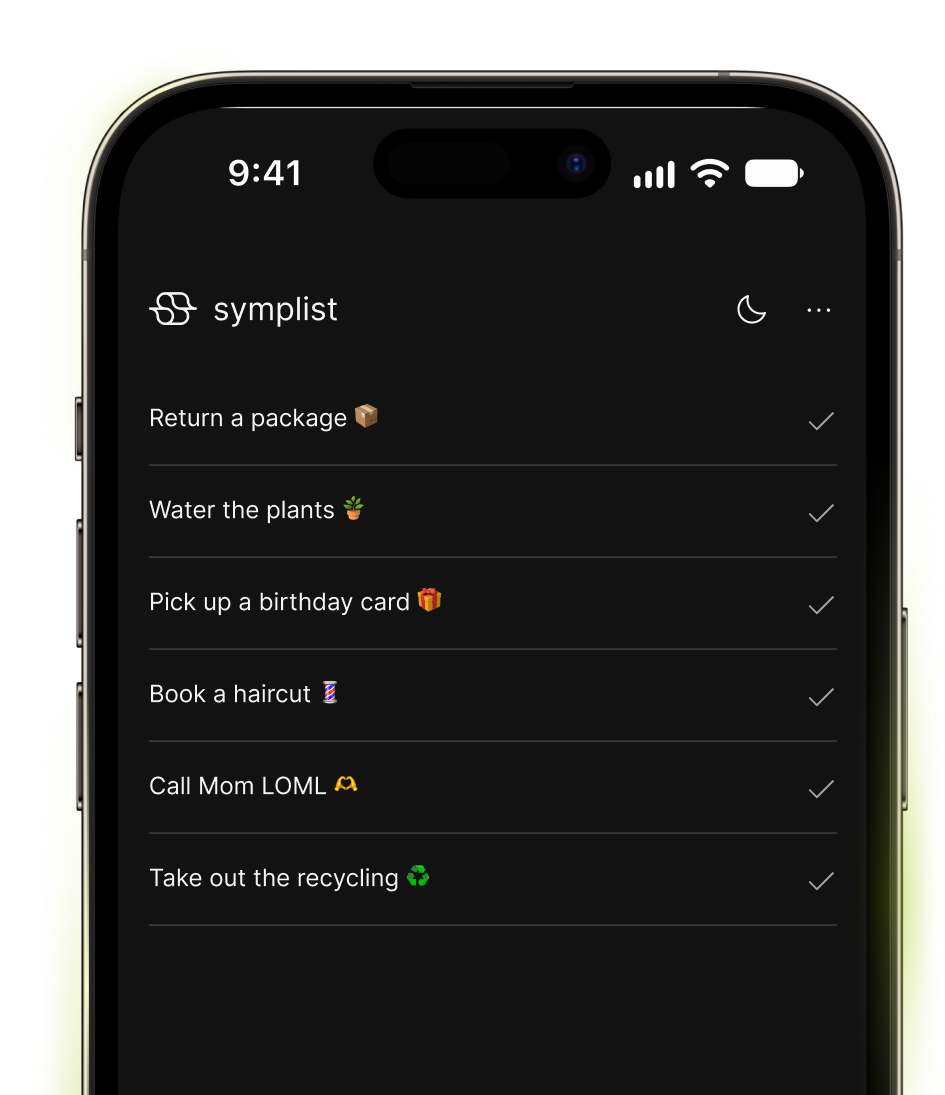 9:41
symplist
Return a package 📦
Water the plants 🪴
Pick up a birthday card 🎁
Book a haircut 💈
Call Mom LOML 🫶
Take out the recycling ♻️